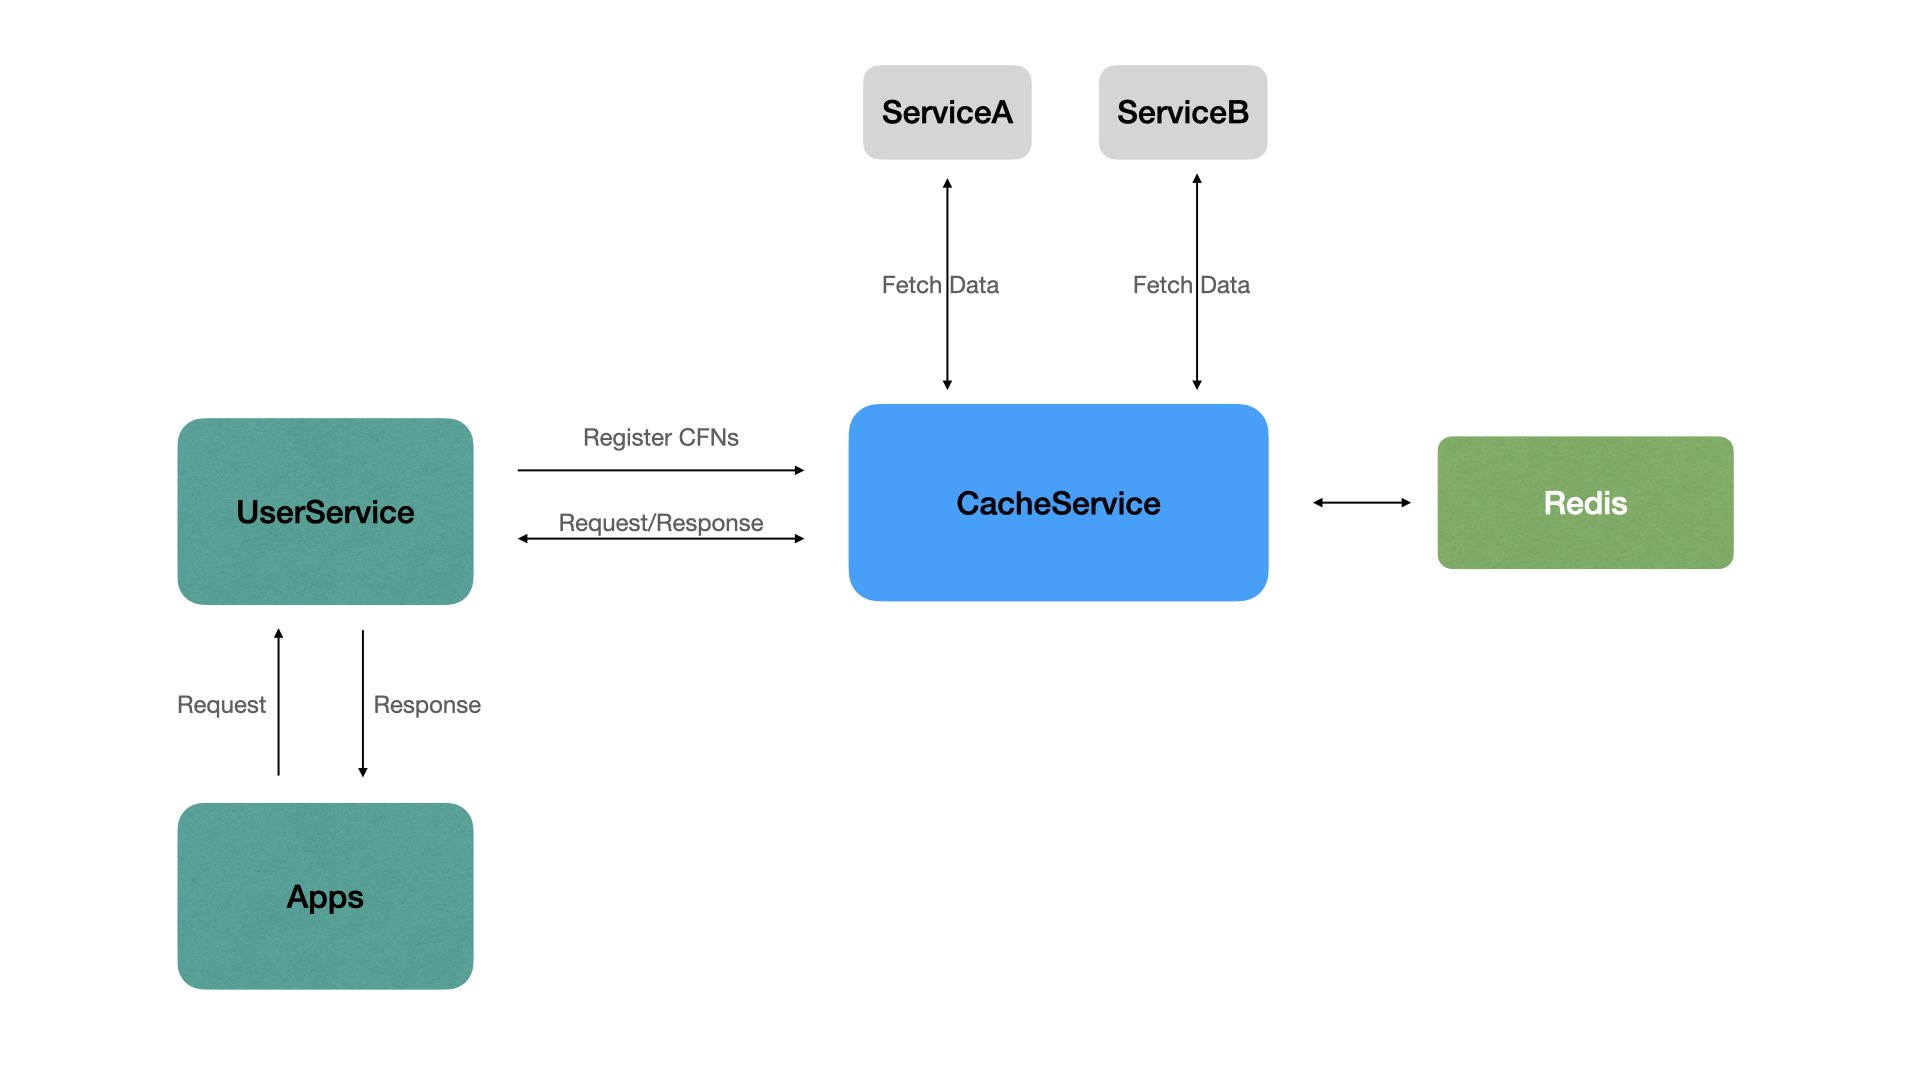 ServiceA
ServiceB
Fetch Data
Fetch Data
Register CFNs
UserService
Request/Response
CacheService
Redis
Request
Response
Apps